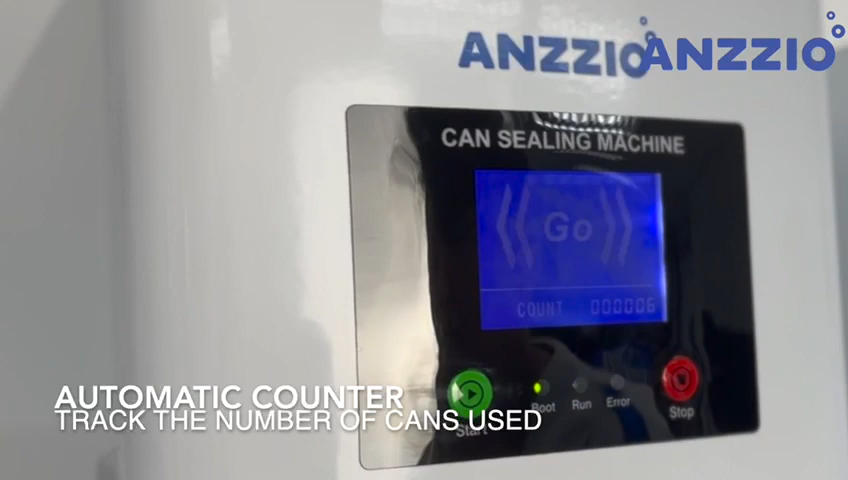 ANZZIO
ANZZIO
CAN SEALING MACHINE
Go
COUNT 000006
Start
Boot
Run
Error
Stop
AUTOMATIC COUNTER
TRACK THE NUMBER OF CANS USED